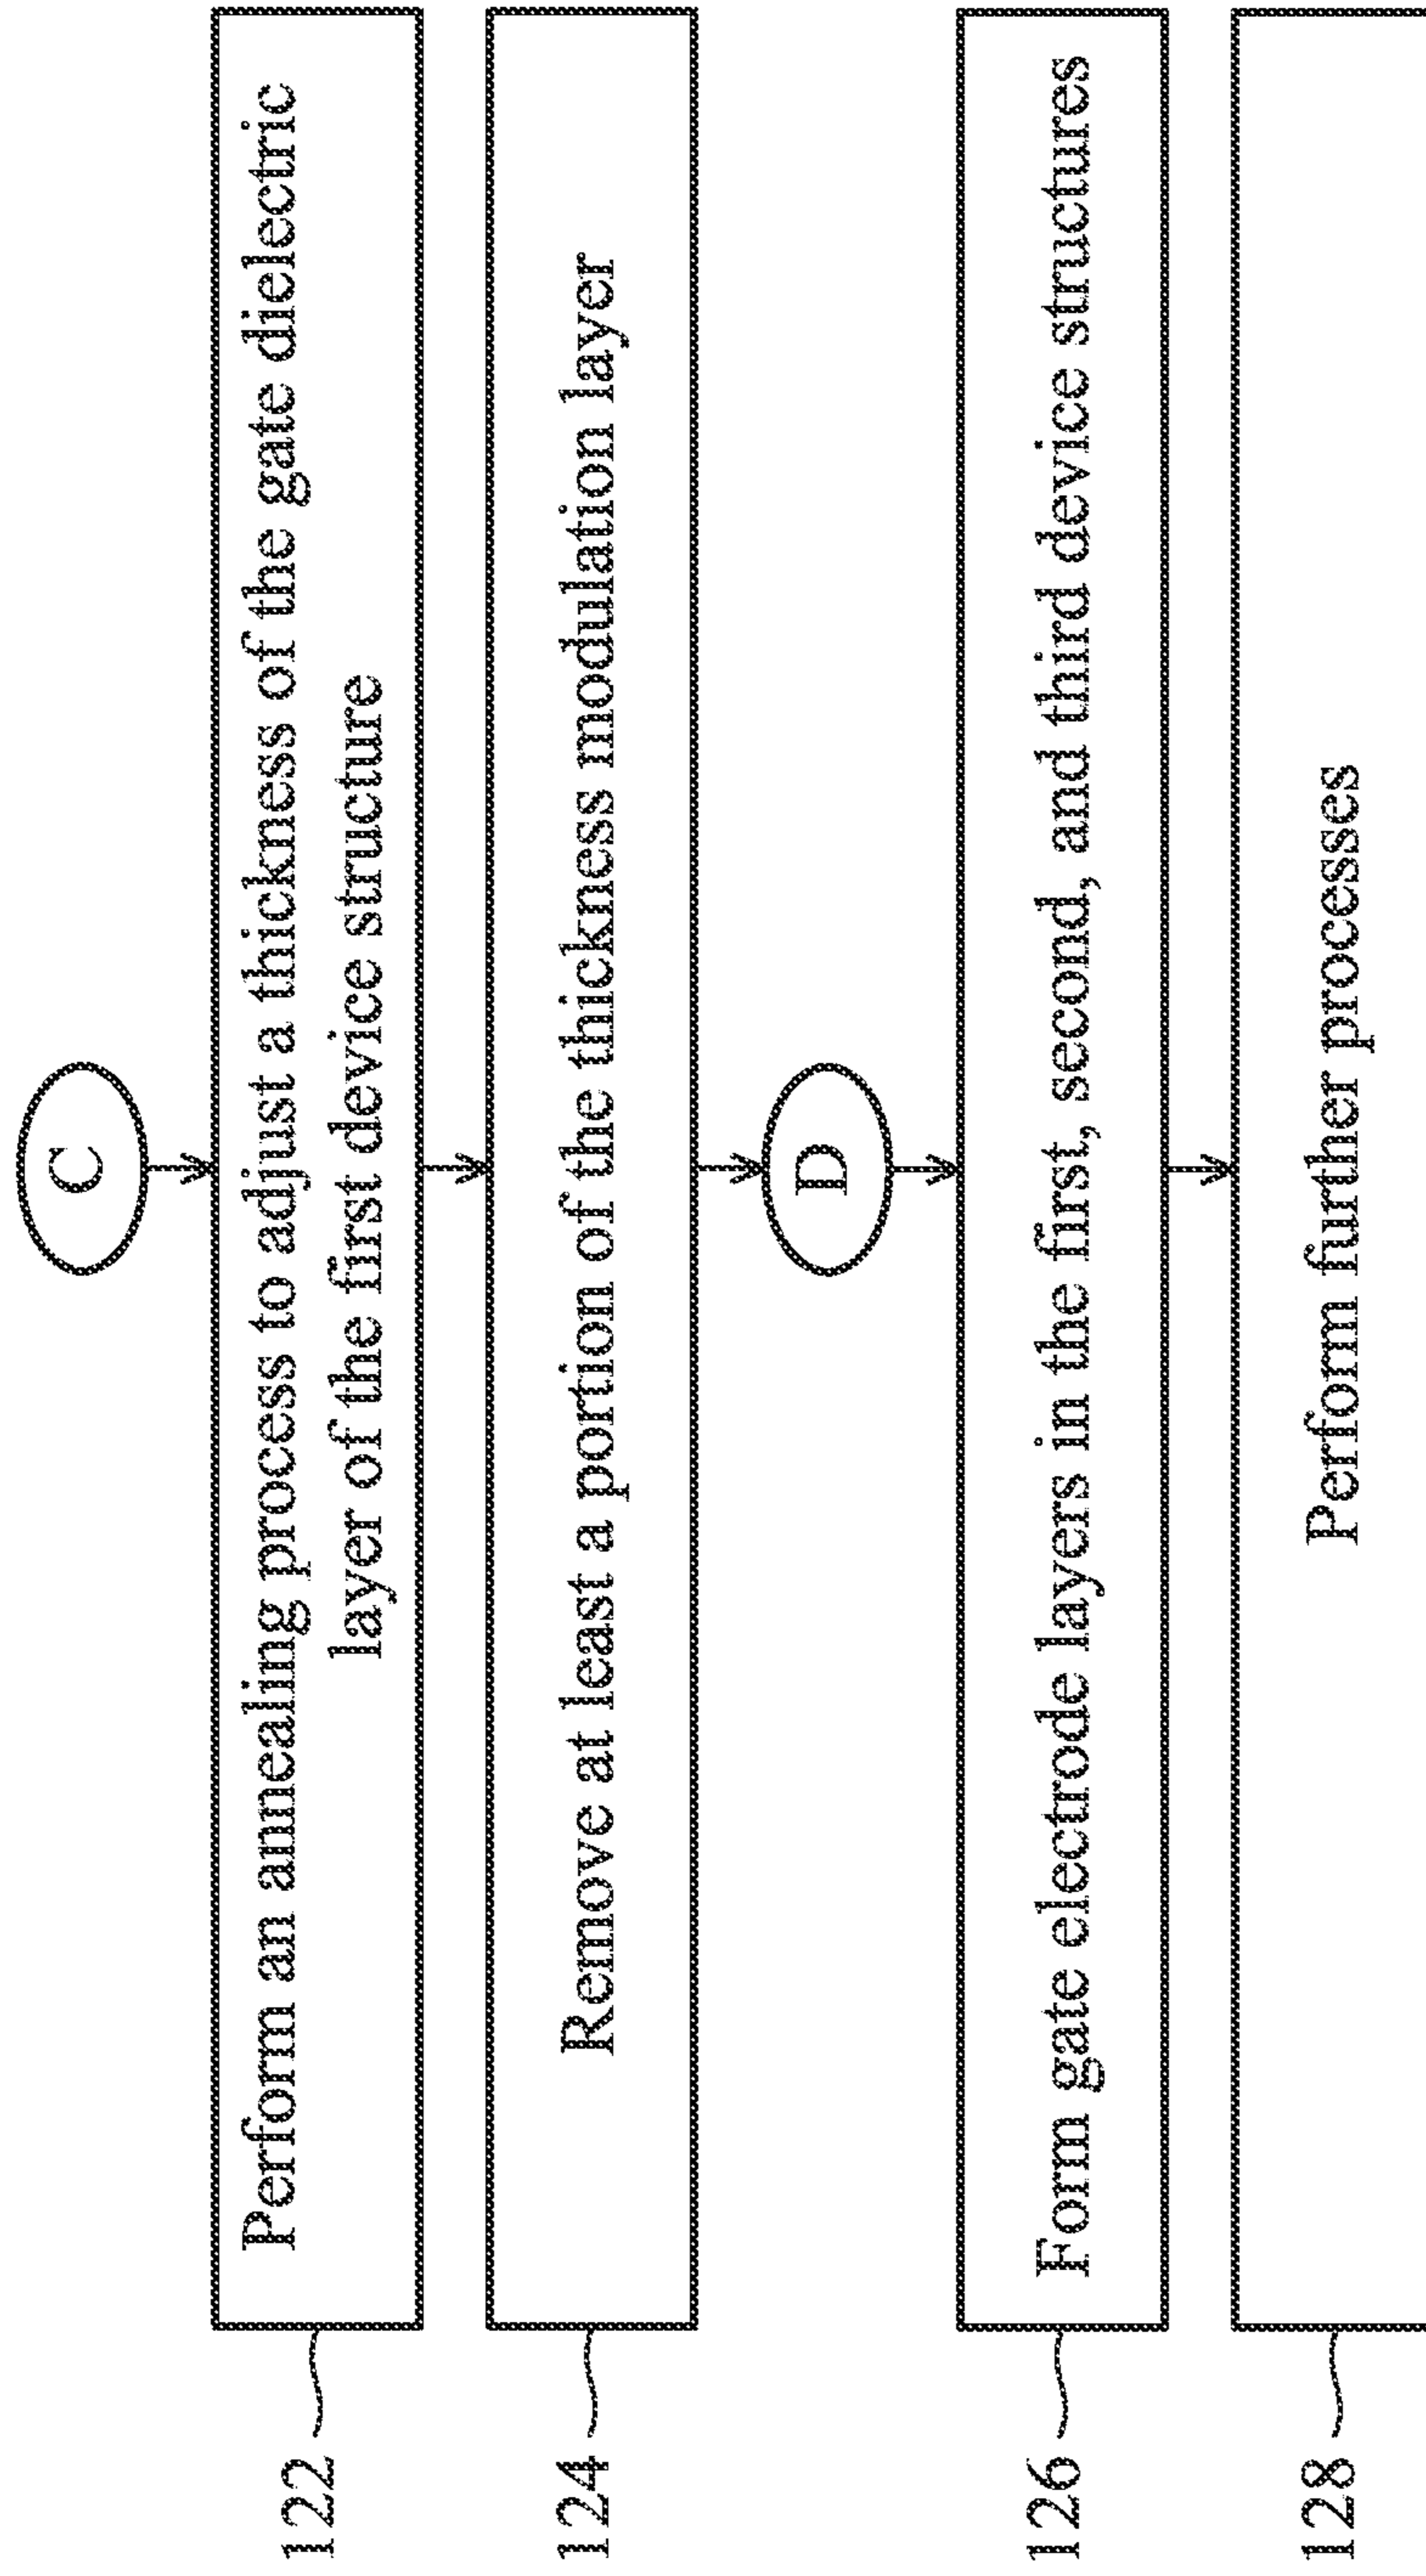 C
122
Perform an annealing process to adjust a thickness of the gate dielectric
layer of the first device structure
124
Remove at least a portion of the thickness modulation layer
D
126
Form gate electrode layers in the first, second, and third device structures
128
Perform further processes